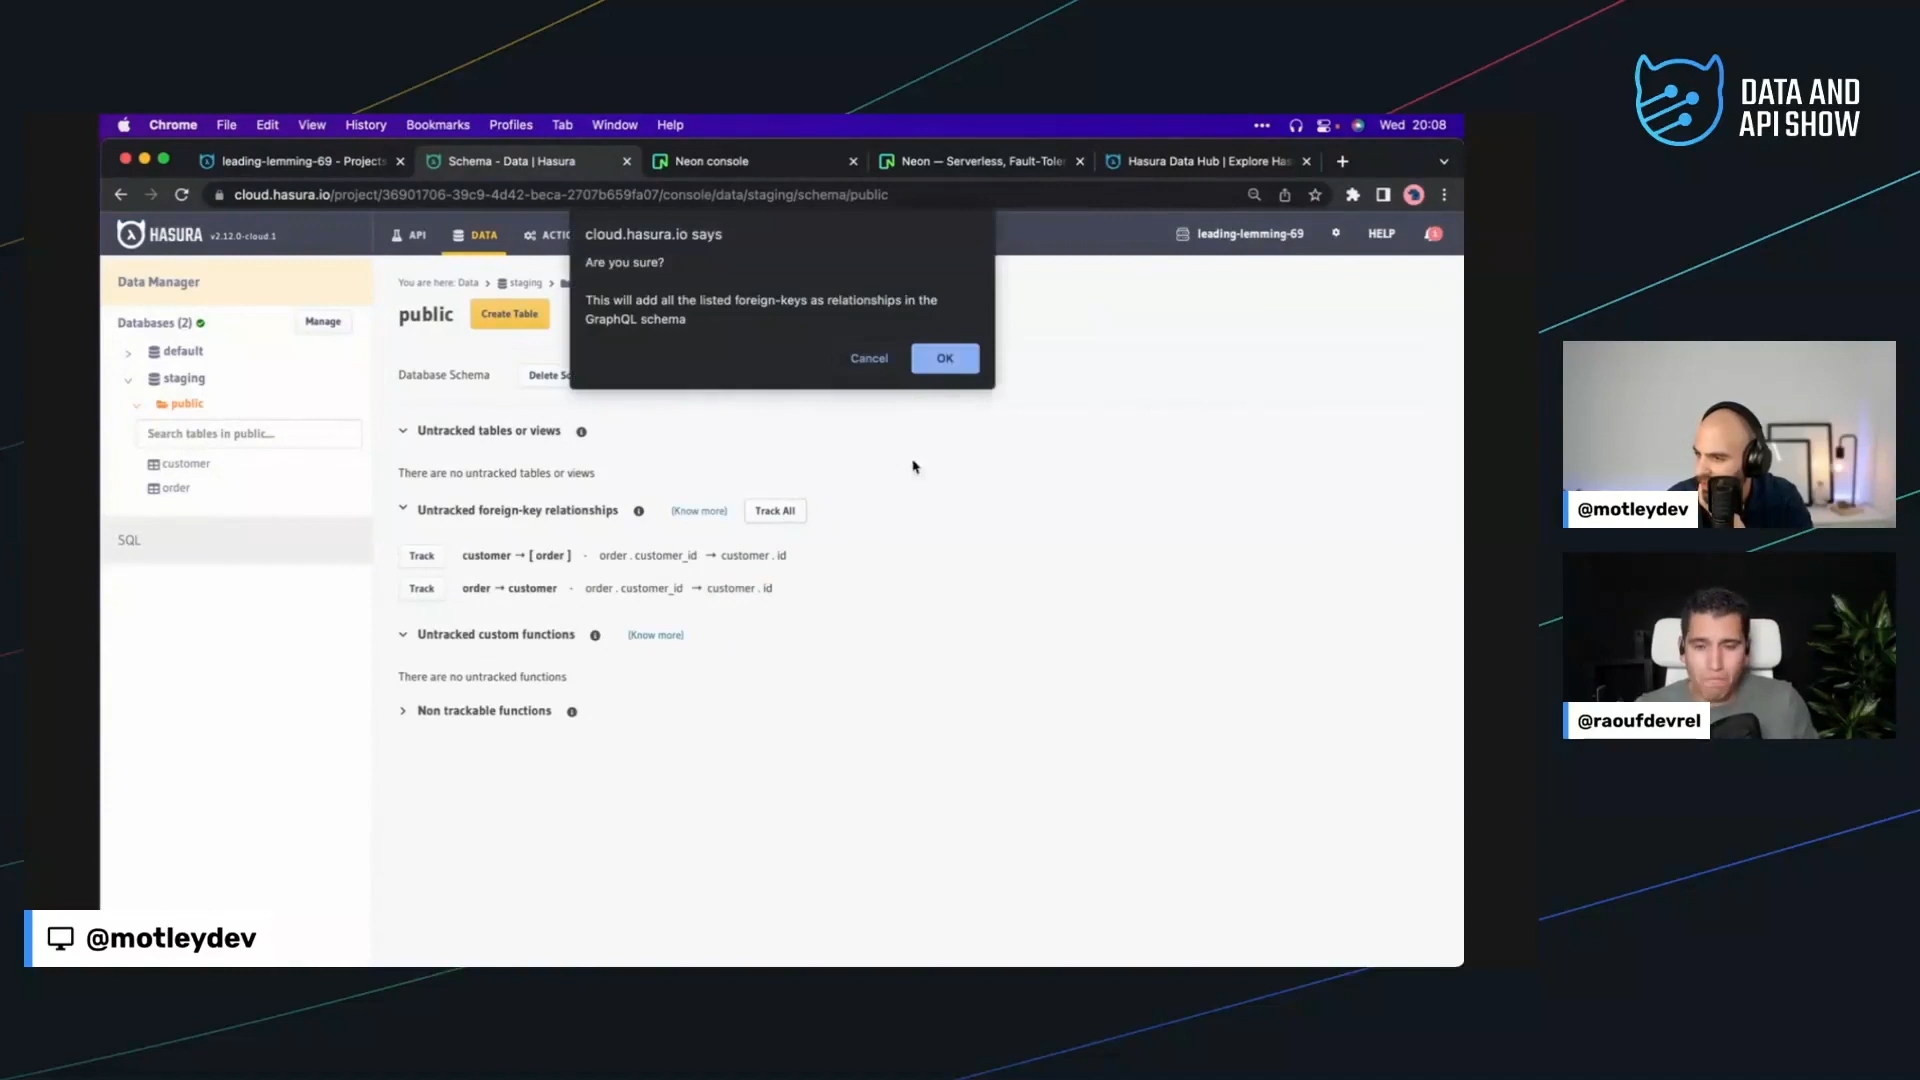 DATA AND
API SHOW
Chrome File Edit View History Bookmarks Profiles Tab Window Help
Wed 20:08
leading-lemming-69 - Projects
Schema - Data | Hasura
Neon console
Neon — Serverless, Fault-Toler
Hasura Data Hub | Explore Has
cloud.hasura.io/project/36901706-39c9-4d42-beca-2707b659fa07/console/data/staging/schema/public
HASURA v2.12.0-cloud.1
API
DATA
ACTIO
leading-lemming-69
HELP
cloud.hasura.io says
Are you sure?
This will add all the listed foreign-keys as relationships in the
GraphQL schema
Cancel
OK
Data Manager
Databases (2)
Manage
default
staging
public
Search tables in public...
customer
order
SQL
You are here: Data > staging >
public
Create Table
Database Schema
Delete Sc
Untracked tables or views
There are no untracked tables or views
Untracked foreign-key relationships (Know more) Track All
Track customer → [ order ] - order . customer_id → customer . id
Track order → customer - order . customer_id → customer . id
Untracked custom functions (Know more)
There are no untracked functions
Non trackable functions
@motleydev
@raoufdevrel
@motleydev